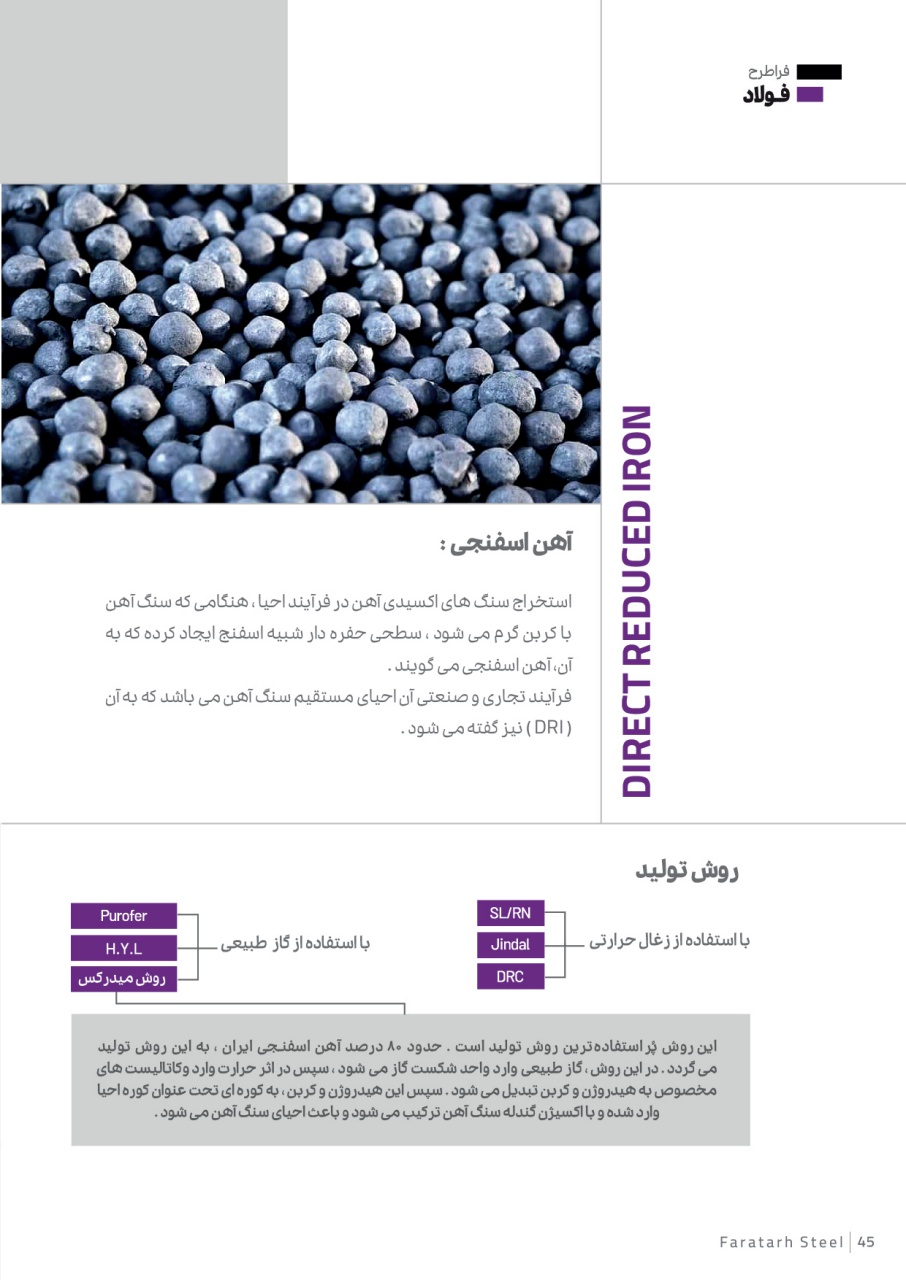 فراطرح
فولاد
DIRECT REDUCED IRON
آهن اسفنجی :
استخراج سنگ های اکسیدی آهن در فرآیند احیا ، هنگامی که سنگ آهن
با کربن گرم می شود ، سطحی حفره دار شبیه اسفنج ایجاد کرده که به
آن، آهن اسفنجی می گویند .
فرآیند تجاری و صنعتی آن احیای مستقیم سنگ آهن می باشد که به آن
( DRI ) نیز گفته می شود .
روش تولید
با استفاده از زغال حرارتی
SL/RN
Jindal
DRC
با استفاده از گاز طبیعی
Purofer
H.Y.L
روش میدرکس
این روش پُر استفاده‌ترین روش تولید است . حدود ۸۰ درصد آهن اسفنجی ایران ، به این روش تولید
می گردد . در این روش ، گاز طبیعی وارد واحد شکست گاز می شود ، سپس در اثر حرارت وارد وکاتالیست های
مخصوص به هیدروژن و کربن تبدیل می شود . سپس این هیدروژن و کربن ، به کوره ای تحت عنوان کوره احیا
وارد شده و با اکسیژن گندله سنگ آهن ترکیب می شود و باعث احیای سنگ آهن می شود .
Faratarh Steel | 45